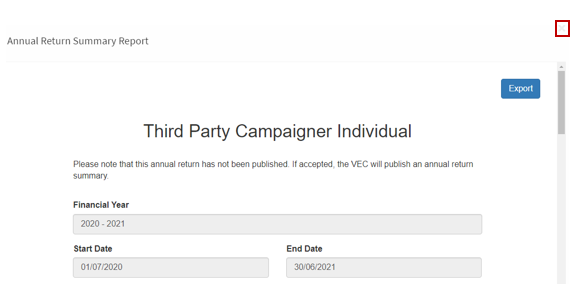 Annual Return Summary Report
Export
Third Party Campaigner Individual
Please note that this annual return has not been published. If accepted, the VEC will publish an annual return
summary.
Financial Year
2020 - 2021
Start Date
End Date
01/07/2020
30/06/2021